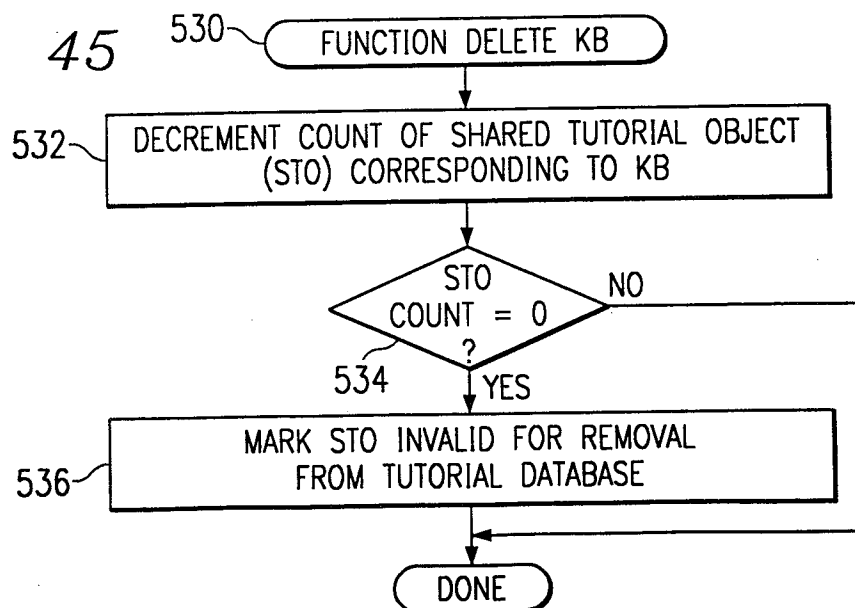 45
530
FUNCTION DELETE KB
532
DECREMENT COUNT OF SHARED TUTORIAL OBJECT
(STO) CORRESPONDING TO KB
STO
COUNT = 0
?
NO
534
YES
536
MARK STO INVALID FOR REMOVAL
FROM TUTORIAL DATABASE
DONE